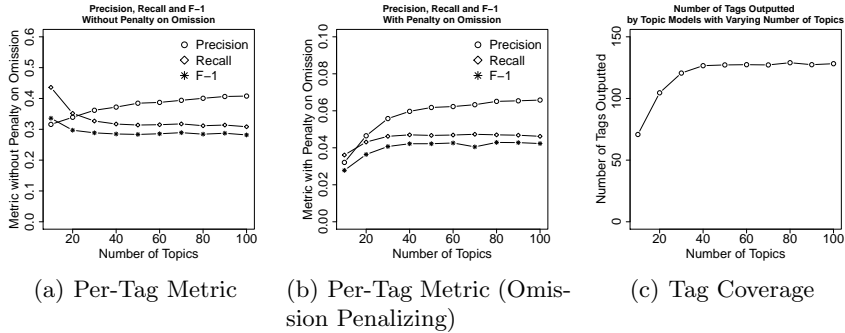 Precision, Recall and F−1
Without Penalty on Omission
Metric without Penalty on Omission
0.0 0.1 0.2 0.3 0.4 0.5 0.6
Precision
Recall
F−1
20 40 60 80 100
Number of Topics
(a) Per-Tag Metric
Precision, Recall and F−1
With Penalty on Omission
Metric with Penalty on Omission
0.00 0.02 0.04 0.06 0.08 0.10
Precision
Recall
F−1
20 40 60 80 100
Number of Topics
(b) Per-Tag Metric (Omis-
sion Penalizing)
Number of Tags Outputted
by Topic Models with Varying Number of Topics
Number of Tags Outputted
0 50 100 150
20 40 60 80 100
Number of Topics
(c) Tag Coverage